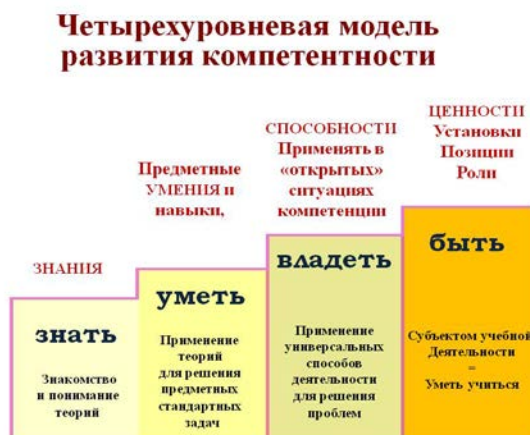 Четырехуровневая модель
развития компетентности
ЗНАНИЯ
знать
Знакомство
и понимание
теорий
Предметные
УМЕНИЯ и
навыки,
уметь
Применение
теорий
для решения
предметных
стандартных
задач
СПОСОБНОСТИ
Применять в
«открытых»
ситуациях
компетенции
владеть
Применение
универсальных
способов
деятельности
для решения
проблем
ЦЕННОСТИ
Установки
Позиции
Роли
быть
Субъектом учебной
Деятельности
=
Уметь учиться